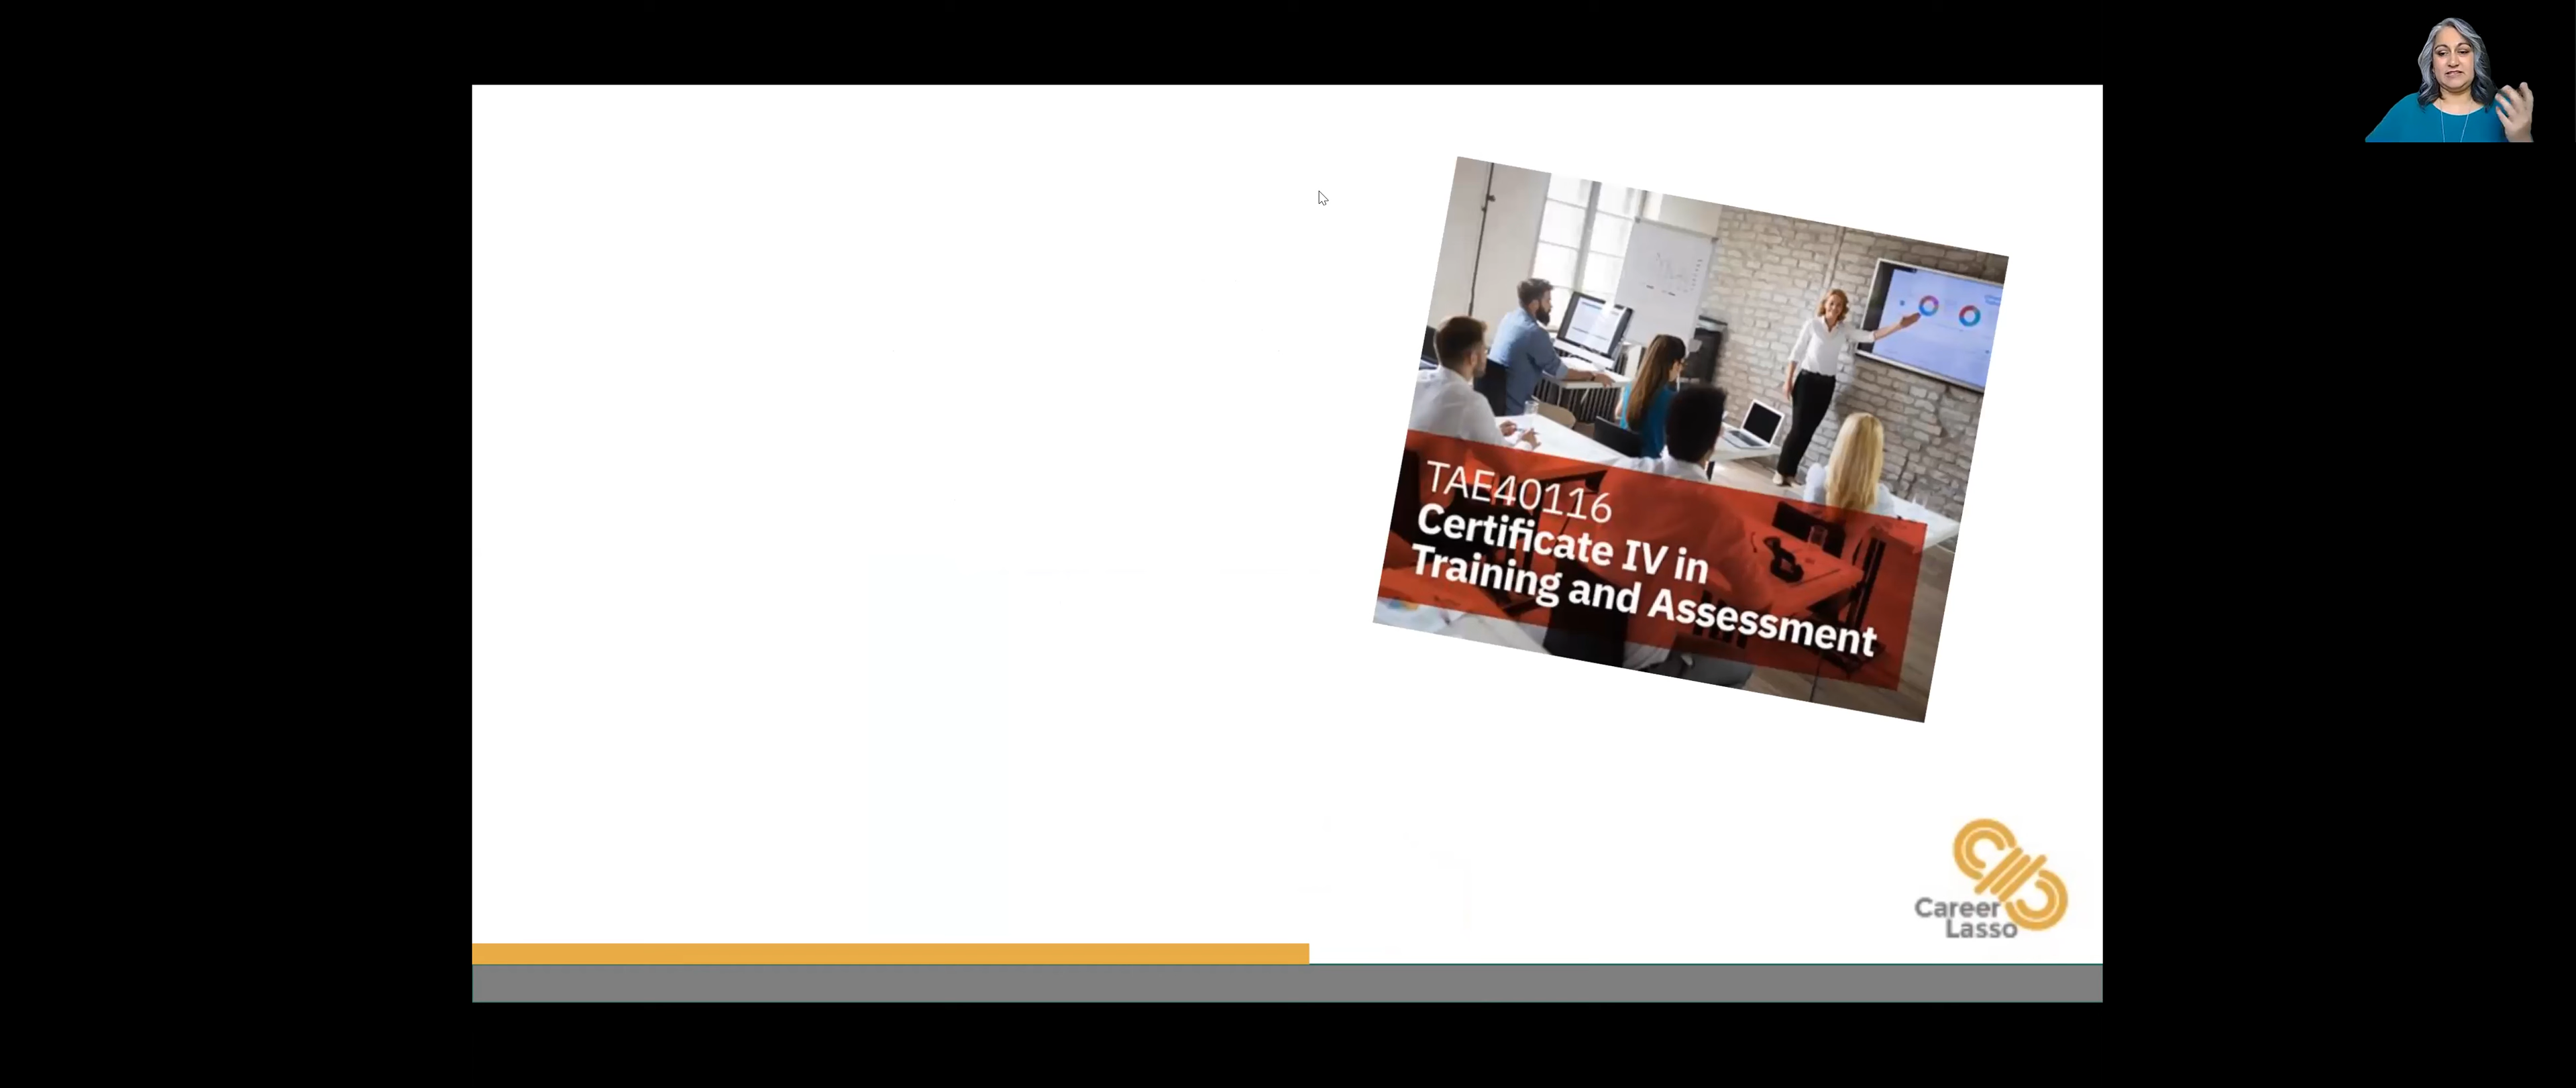 TAE40116
Certificate IV in
Training and Assessment
Career
Lasso